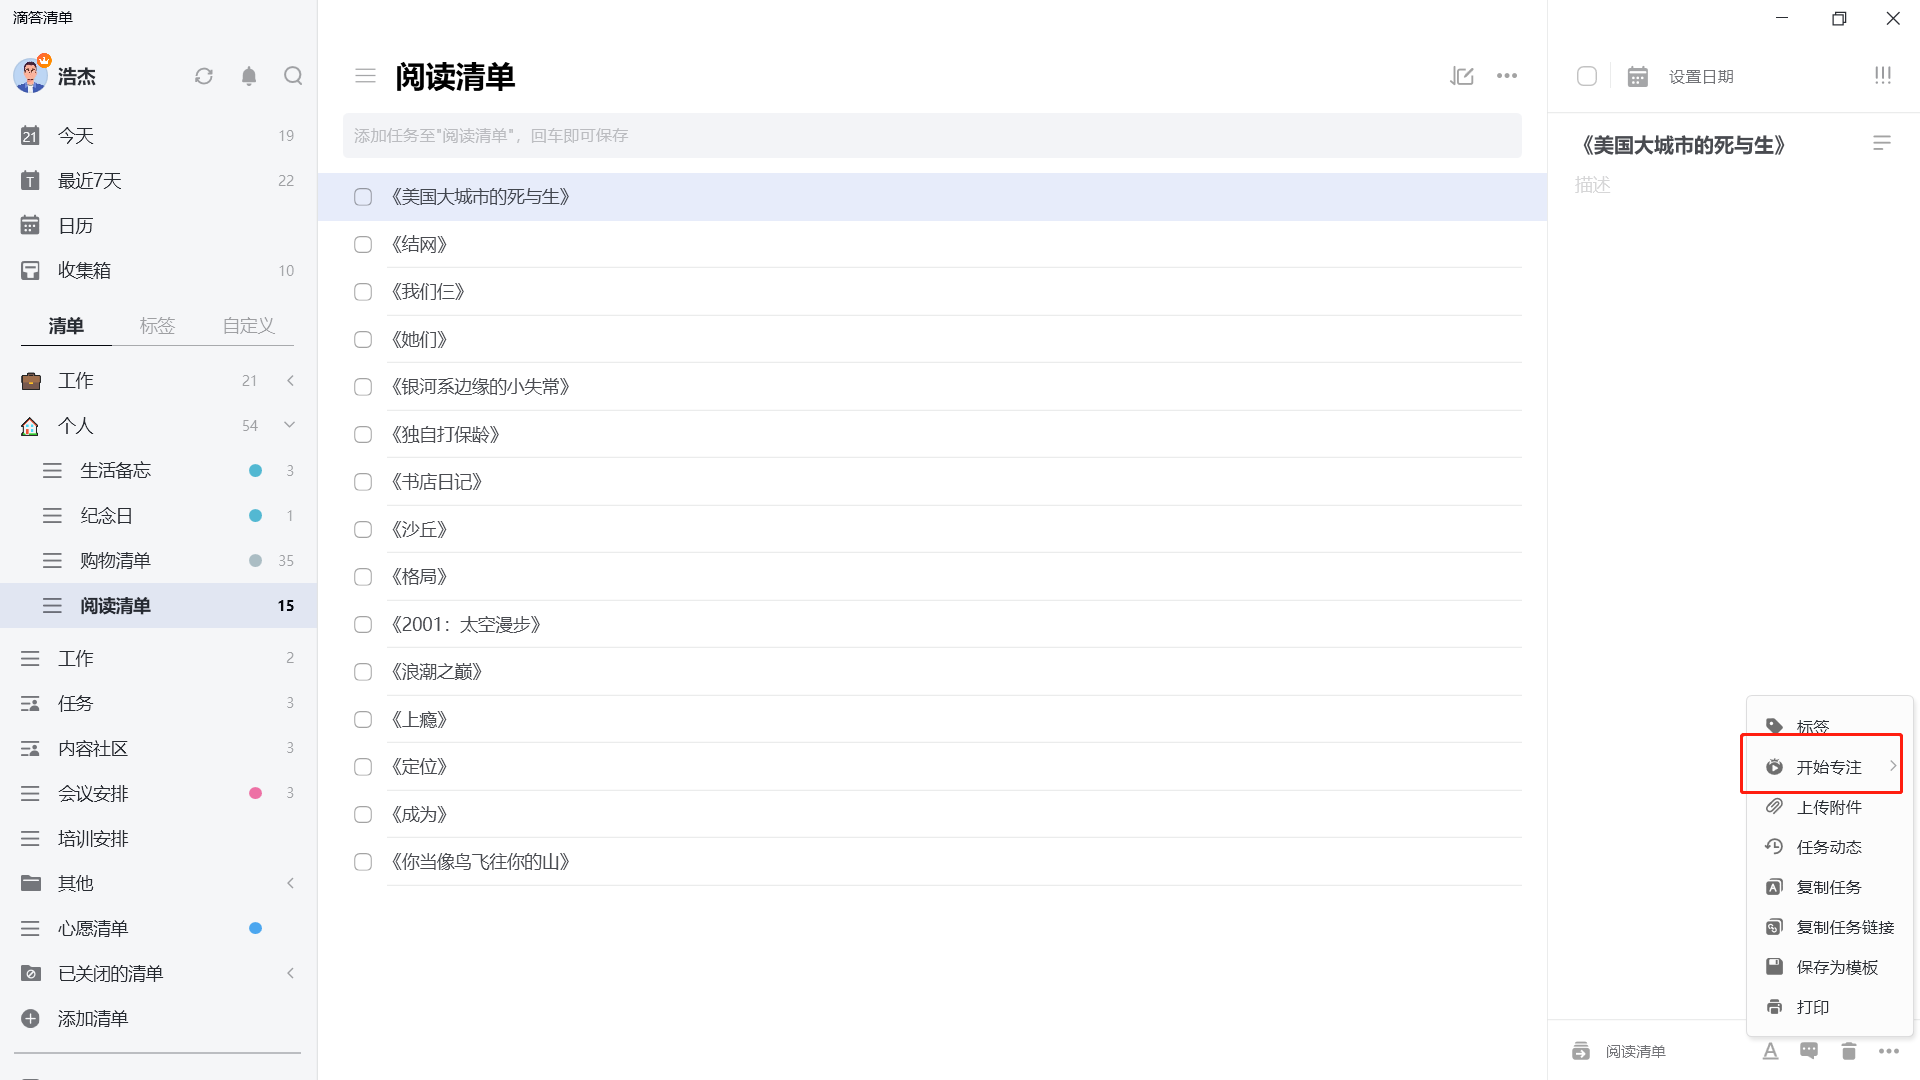 滴答清单
浩杰
今天 19
最近7天 22
日历
收集箱 10
清单 标签 自定义
工作 21
个人 54
生活备忘 3
纪念日 1
购物清单 35
阅读清单 15
工作 2
任务 3
内容社区 3
会议安排 3
培训安排
其他
心愿清单
已关闭的清单
添加清单
阅读清单
添加任务至"阅读清单"，回车即可保存
《美国大城市的死与生》
《结网》
《我们仨》
《她们》
《银河系边缘的小失常》
《独自打保龄》
《书店日记》
《沙丘》
《格局》
《2001：太空漫步》
《浪潮之巅》
《上瘾》
《定位》
《成为》
《你当像鸟飞往你的山》
设置日期
《美国大城市的死与生》
描述
标签
开始专注
上传附件
任务动态
复制任务
复制任务链接
保存为模板
打印
阅读清单